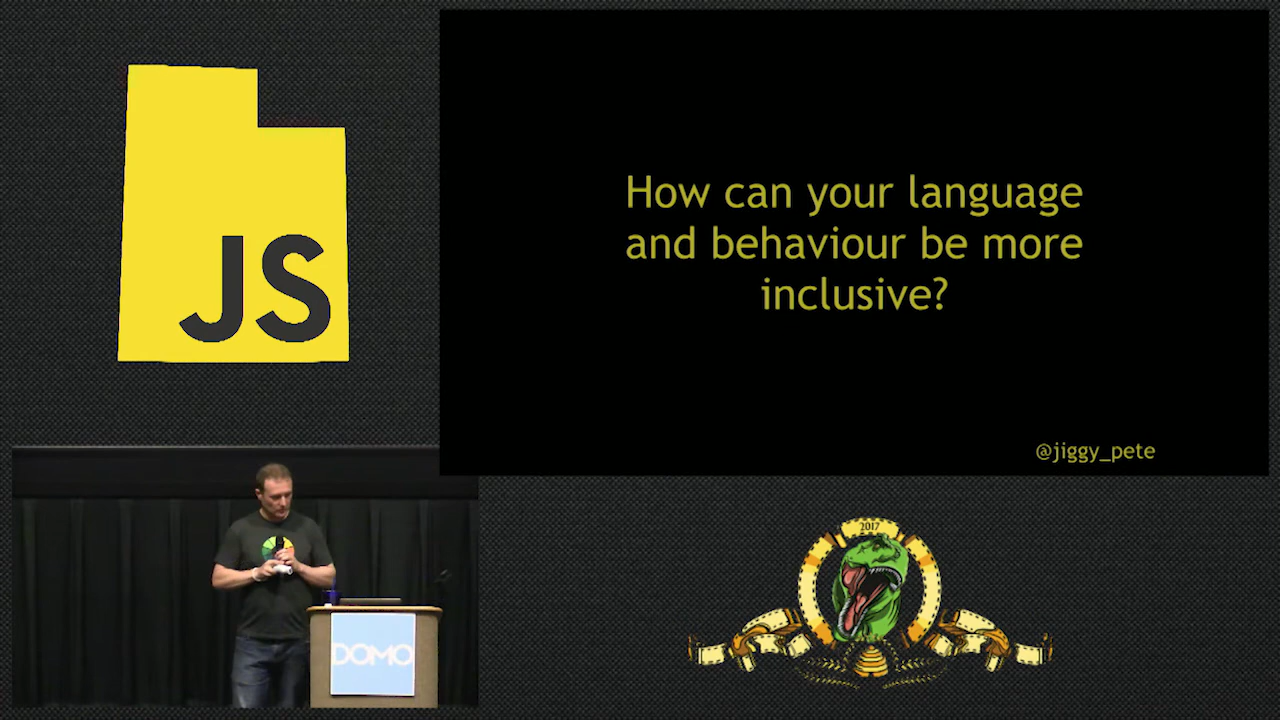 JS
How can your language
and behaviour be more
inclusive?
@jiggy_pete
DOMO
2017